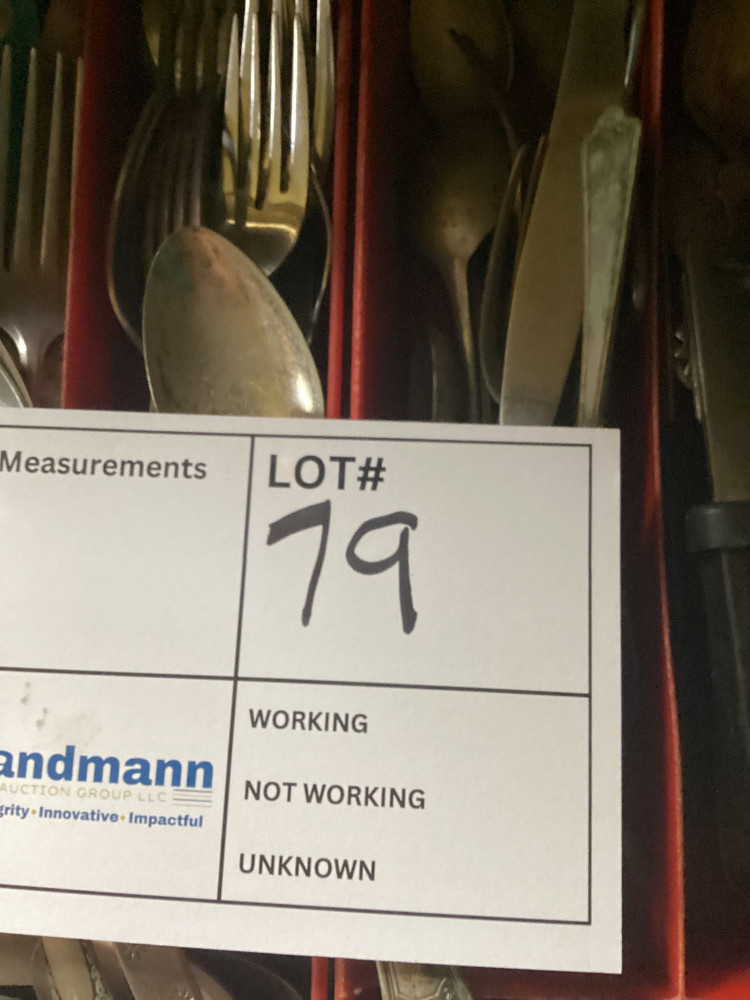 Measurements
LOT#
79
andmann
AUCTION GROUP LLC
grity•Innovative•Impactful
WORKING
NOT WORKING
UNKNOWN